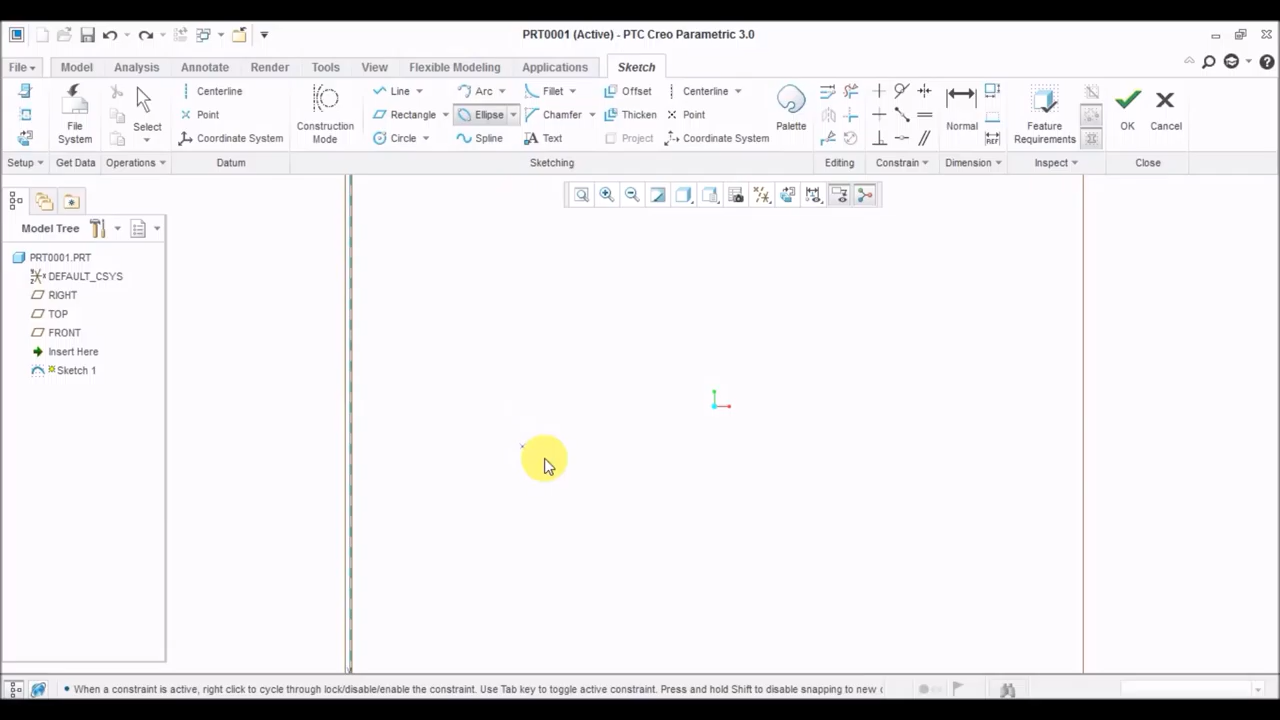 PRT0001 (Active) - PTC Creo Parametric 3.0
File Model Analysis Annotate Render Tools View Flexible Modeling Applications Sketch
File System
Select
Centerline
Point
Coordinate System
Construction Mode
Line
Rectangle
Circle
Arc
Ellipse
Spline
Fillet
Chamfer
Text
Offset
Thicken
Project
Centerline
Point
Coordinate System
Palette
Normal
REF
Feature Requirements
OK
Cancel
Setup Get Data Operations Datum Sketching Editing Constrain Dimension Inspect Close
Model Tree
PRT0001.PRT
DEFAULT_CSYS
RIGHT
TOP
FRONT
Insert Here
Sketch 1
• When a constraint is active, right click to cycle through lock/disable/enable the constraint. Use Tab key to toggle active constraint. Press and hold Shift to disable snapping to new c